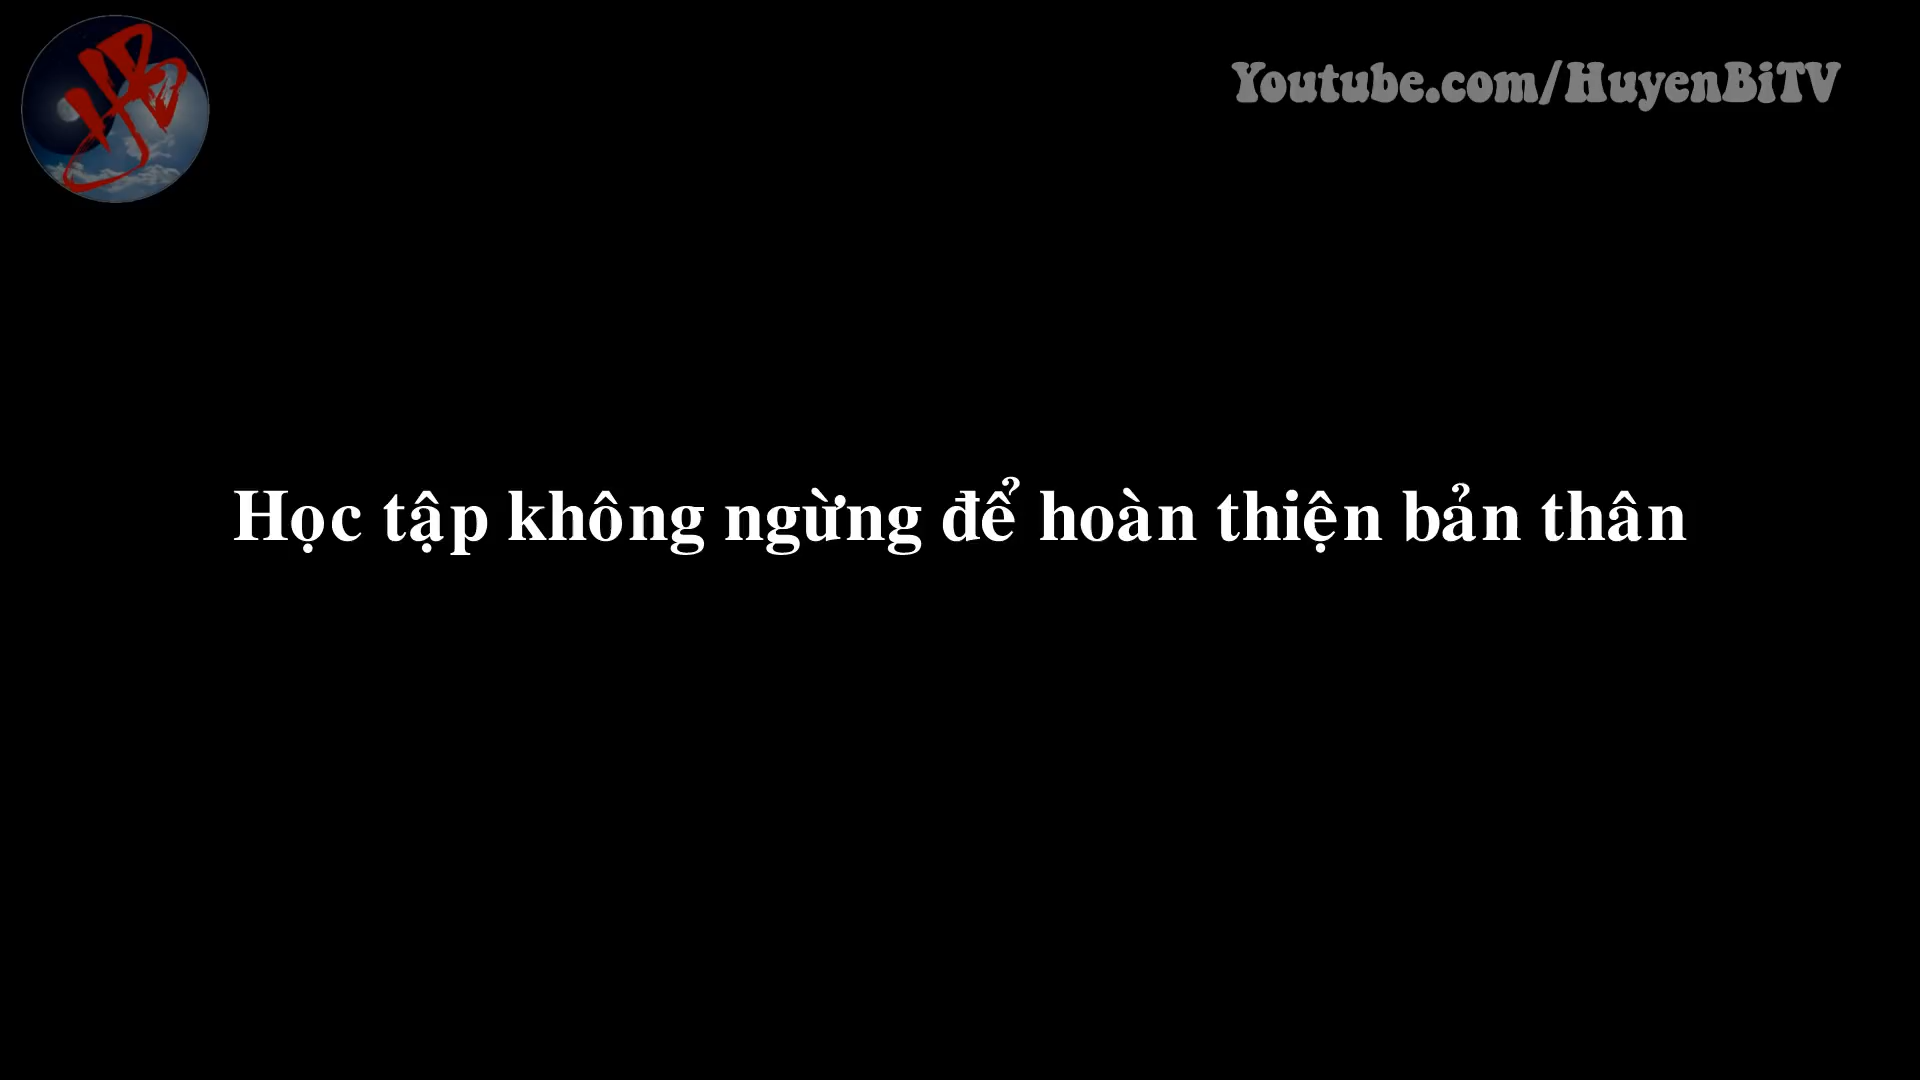 Youtube.com/HuyenBiTV
Học tập không ngừng để hoàn thiện bản thân